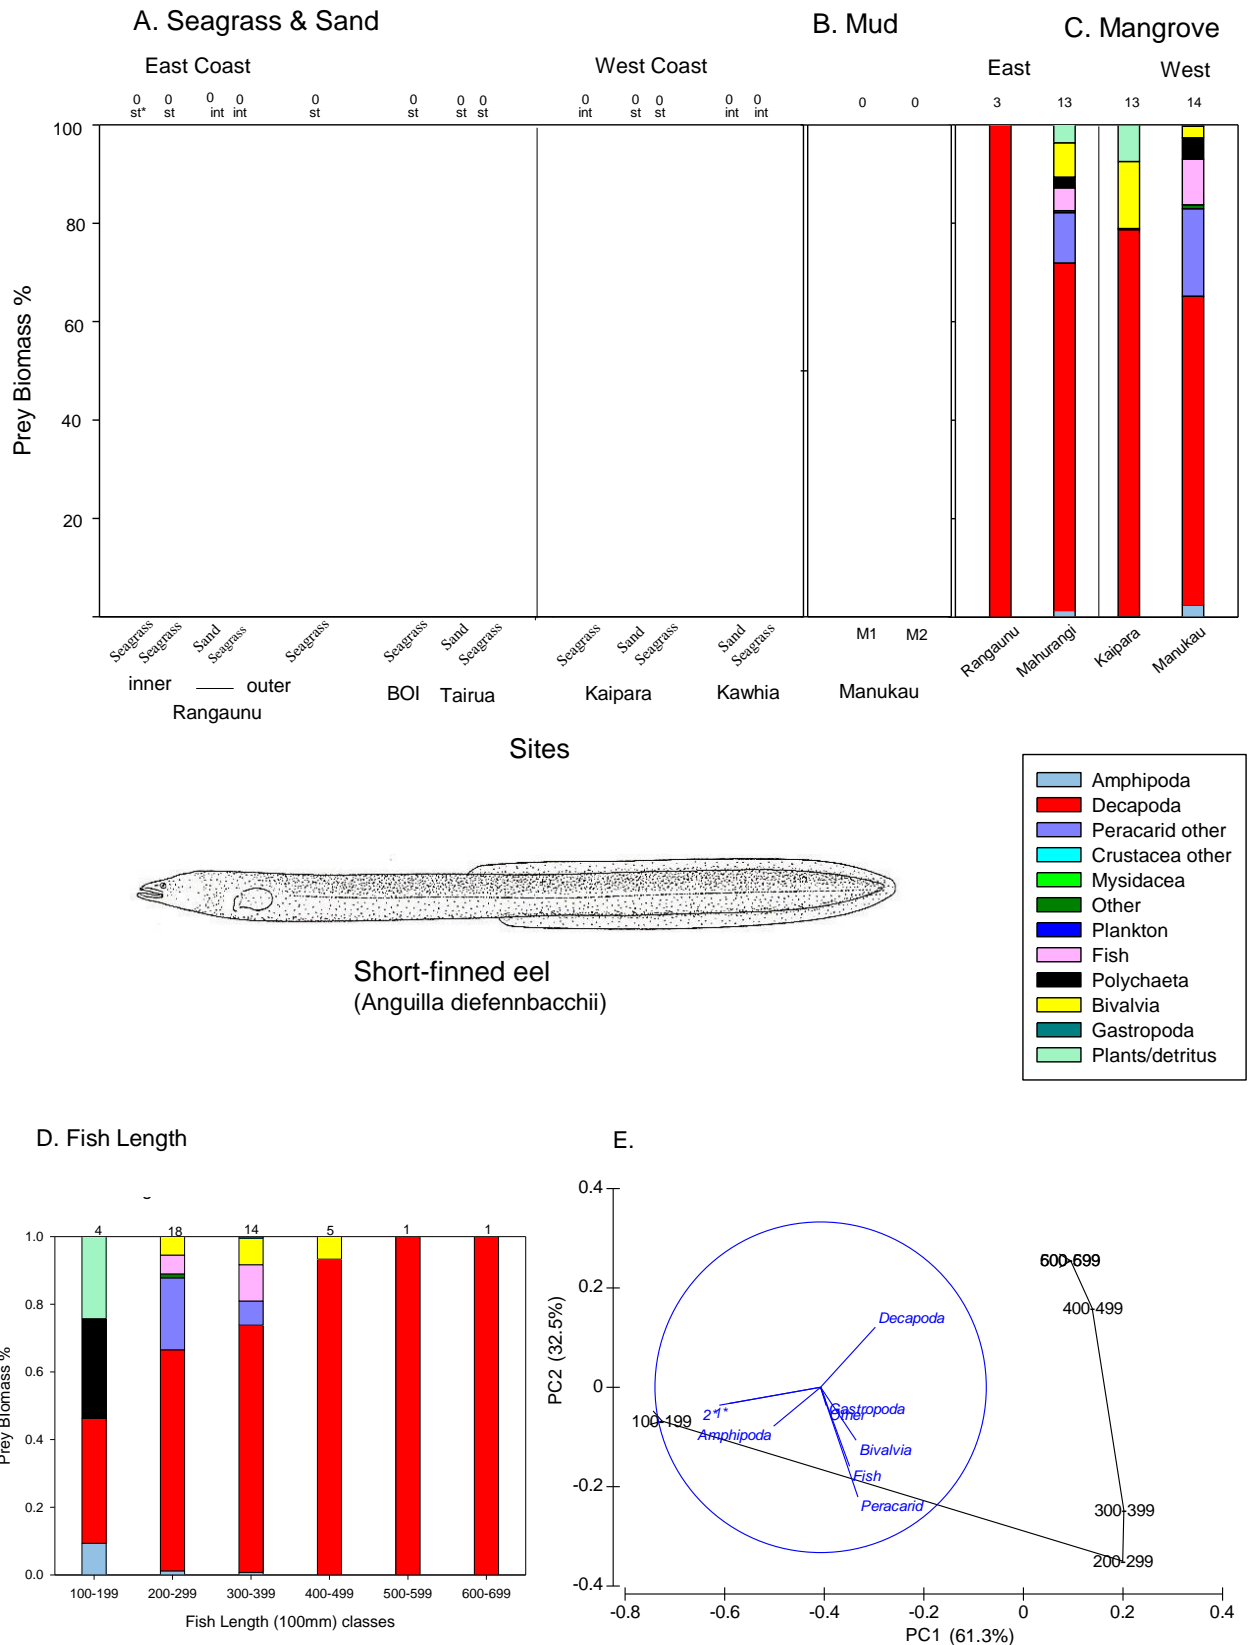 A. Seagrass & Sand
B. Mud
C. Mangrove
East Coast
West Coast
East
West
0 0 0 0 0 0 0 0 0 0 0 0 0 0 0 3 13 13 14
st* st int int st st st st int st st int int
100
80
60
40
20
Prey Biomass %
Seagrass Seagrass Sand Seagrass Seagrass Seagrass Sand Seagrass Seagrass Sand Seagrass Sand Seagrass M1 M2 Rangaunu Mahurangi Kaipara Manukau
inner outer
Rangaunu
BOI Tairua Kaipara Kawhia Manukau
Sites
Amphipoda
Decapoda
Peracarid other
Crustacea other
Mysidacea
Other
Plankton
Fish
Polychaeta
Bivalvia
Gastropoda
Plants/detritus
Short-finned eel
(Anguilla diefennbacchii)
D. Fish Length
4 18 14 5 1 1
1.0
0.8
0.6
0.4
0.2
0.0
Prey Biomass %
100-199 200-299 300-399 400-499 500-599 600-699
Fish Length (100mm) classes
E.
0.4
0.2
0
-0.2
-0.4
PC2 (32.5%)
600-699
400-499
Decapoda
Gastropoda
Other
2* 1*
100-199
Amphipoda
Bivalvia
Fish
Peracarid
300-399
200-299
-0.8 -0.6 -0.4 -0.2 0 0.2 0.4
PC1 (61.3%)